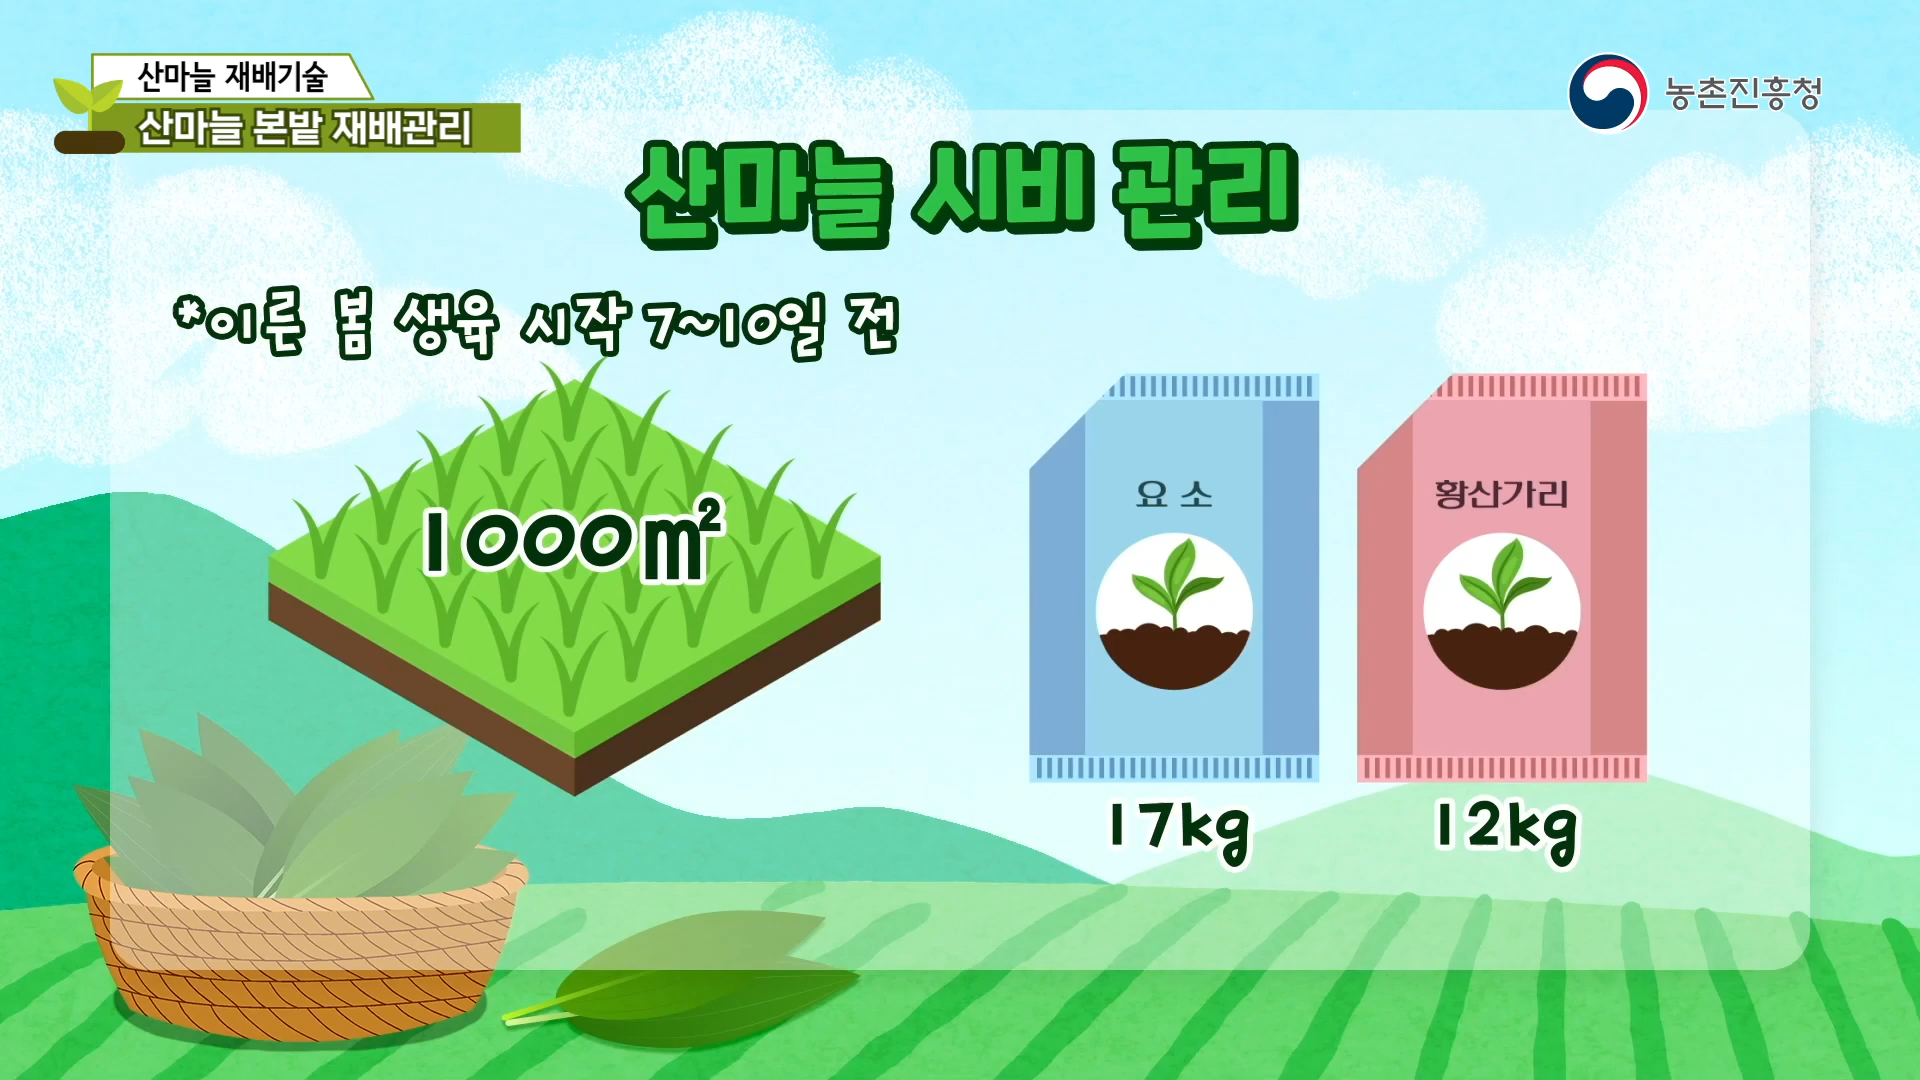 산마늘 재배기술
산마늘 본밭 재배관리
농촌진흥청
산마늘 시비 관리
*이른 봄 생육 시작 7~10일 전
1000㎡
요소
황산가리
17kg
12kg